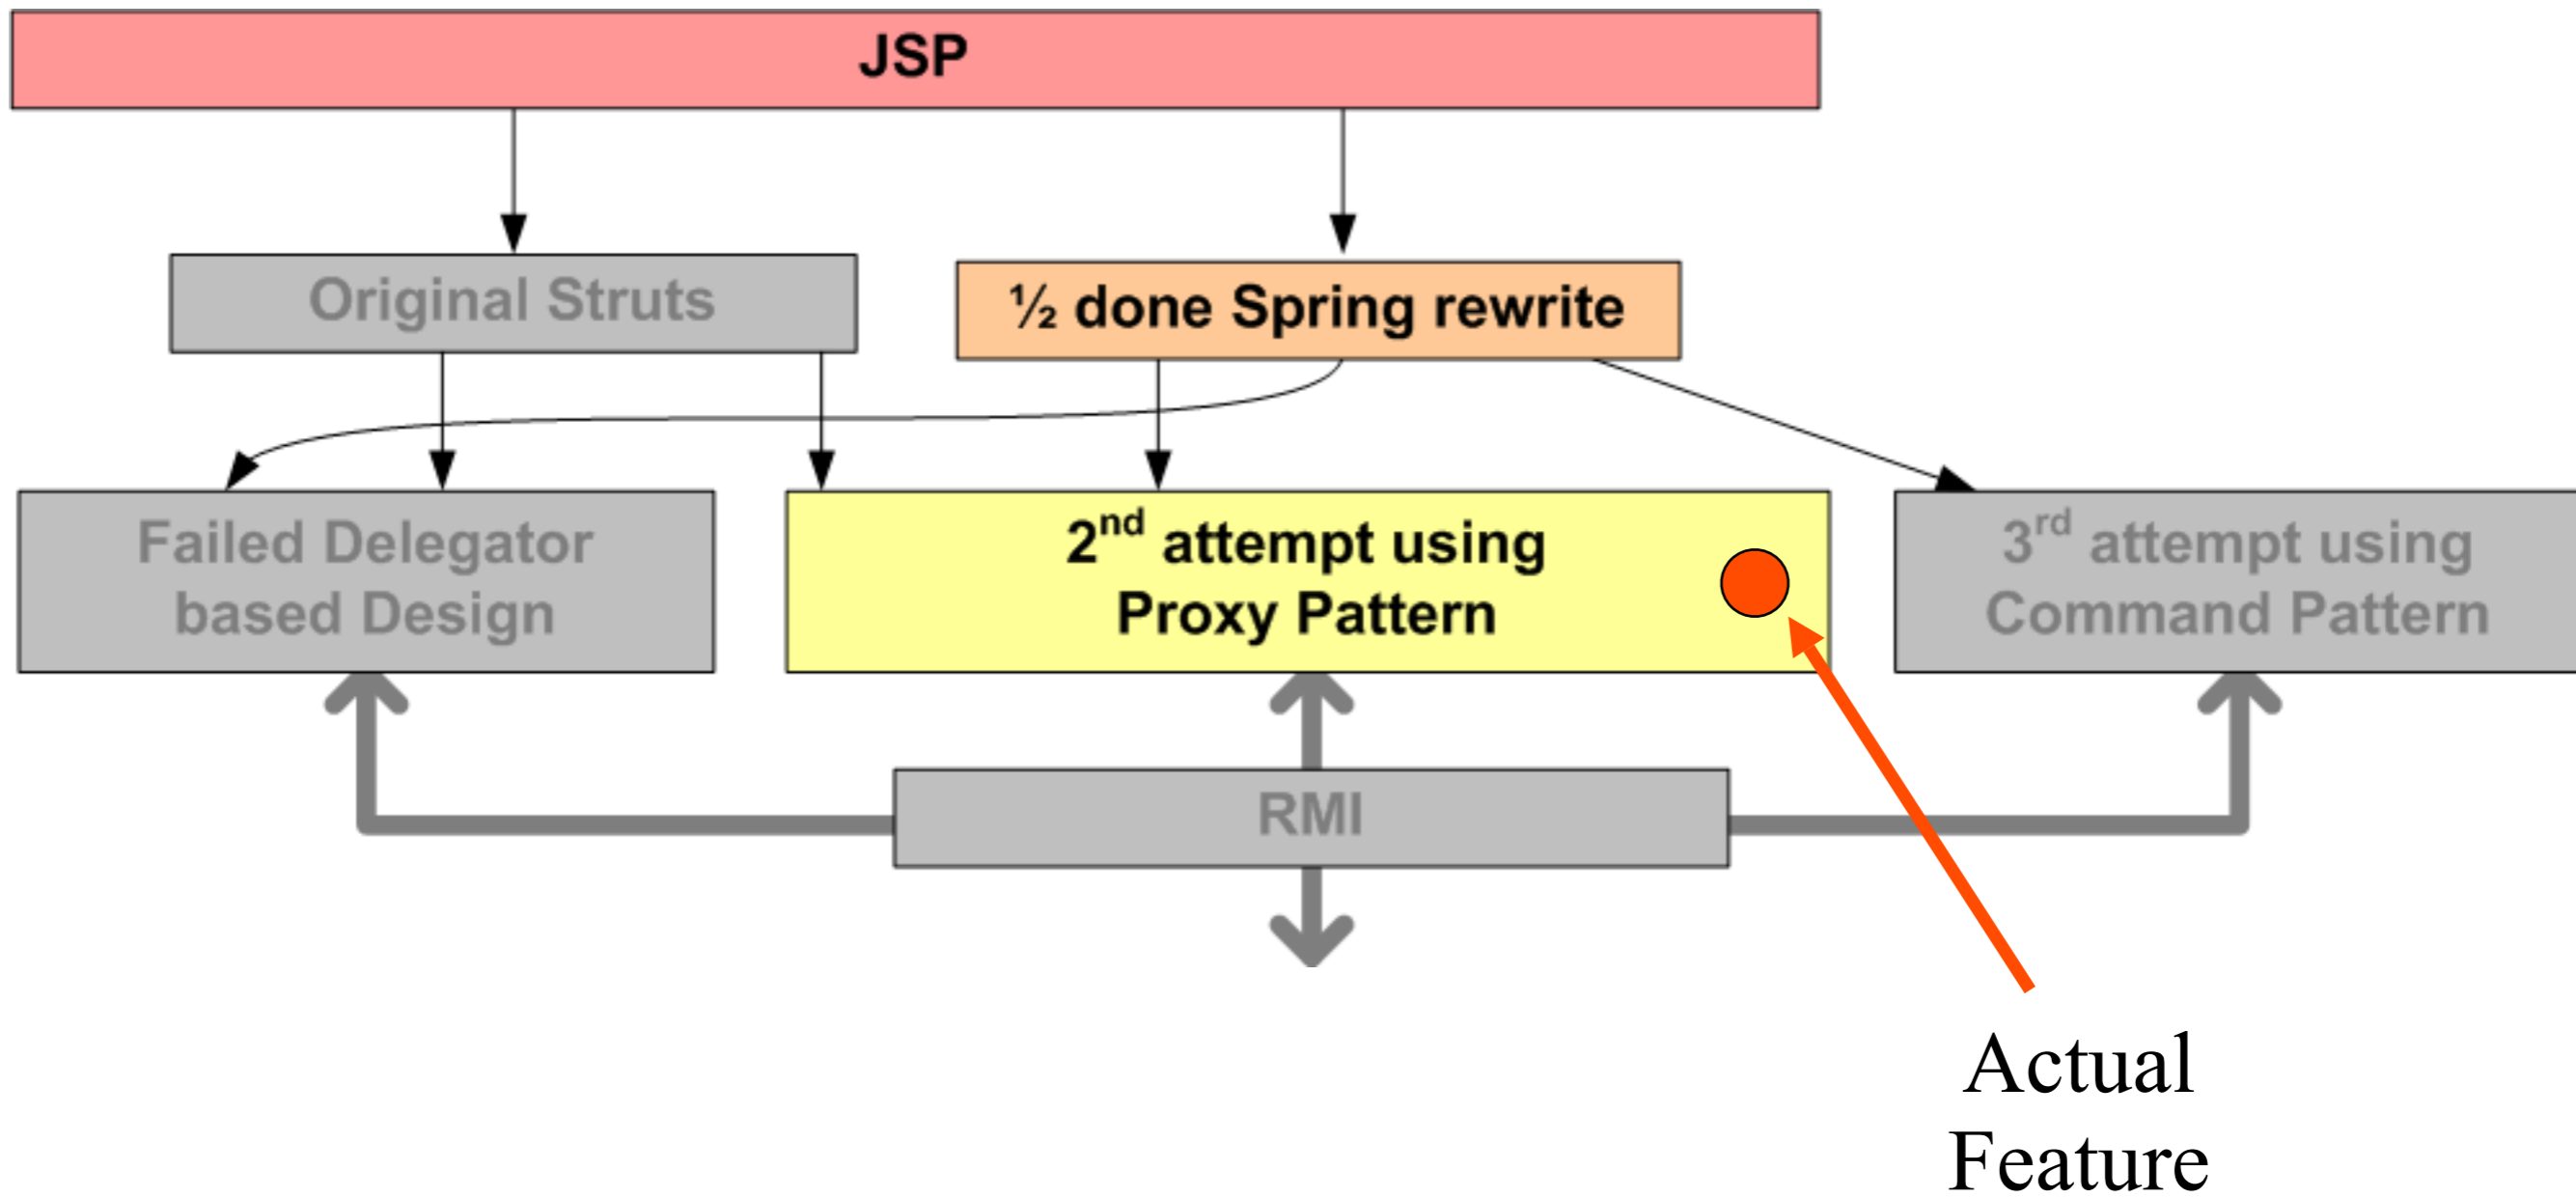 JSP
Original Struts
½ done Spring rewrite
Failed Delegator
based Design
2nd attempt using
Proxy Pattern
3rd attempt using
Command Pattern
RMI
Actual
Feature